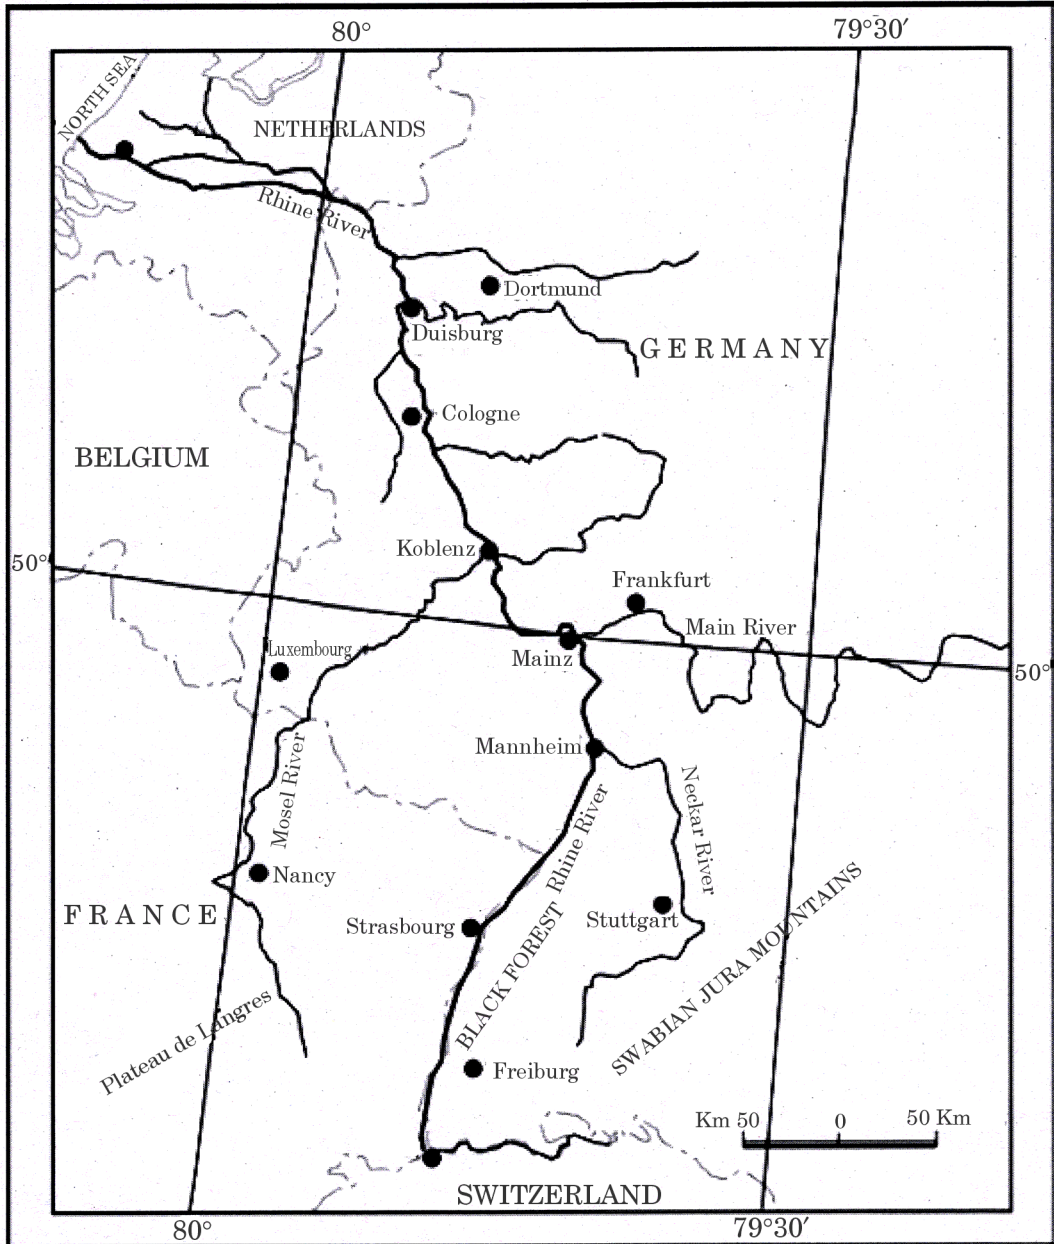 80°
79°30′
NORTH SEA
NETHERLANDS
Rhine River
Dortmund
Duisburg
GERMANY
Cologne
BELGIUM
Koblenz
50°
Frankfurt
Main River
Luxembourg
Mainz
50°
Mannheim
Mosel River
Neckar River
Rhine River
Nancy
FRANCE
Strasbourg
Stuttgart
BLACK FOREST
SWABIAN JURA MOUNTAINS
Plateau de Langres
Freiburg
Km 50 0 50 Km
SWITZERLAND
80°
79°30′